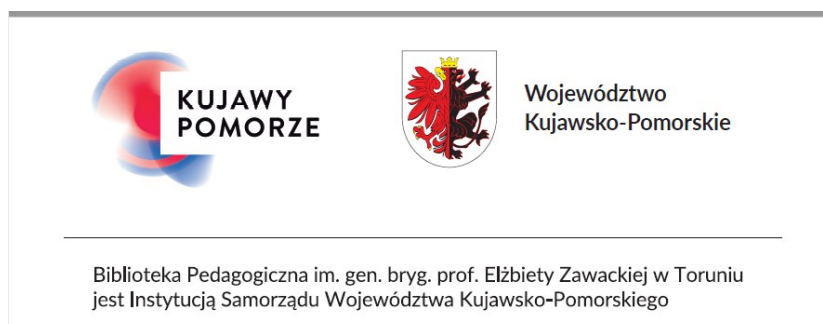 KUJAWY
POMORZE
Województwo
Kujawsko-Pomorskie
Biblioteka Pedagogiczna im. gen. bryg. prof. Elżbiety Zawackiej w Toruniu
jest Instytucją Samorządu Województwa Kujawsko-Pomorskiego